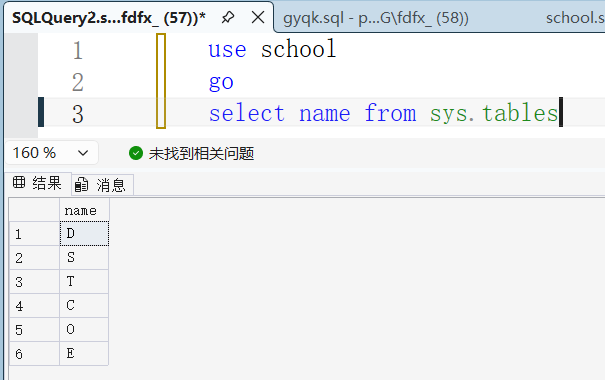 SQLQuery2.s...fdfx_ (57))*
gyqk.sql - p...G\fdfx_ (58))
school.s
1 use school
2 go
3 select name from sys.tables
160 %
未找到相关问题
结果 消息
name
1 D
2 S
3 T
4 C
5 O
6 E